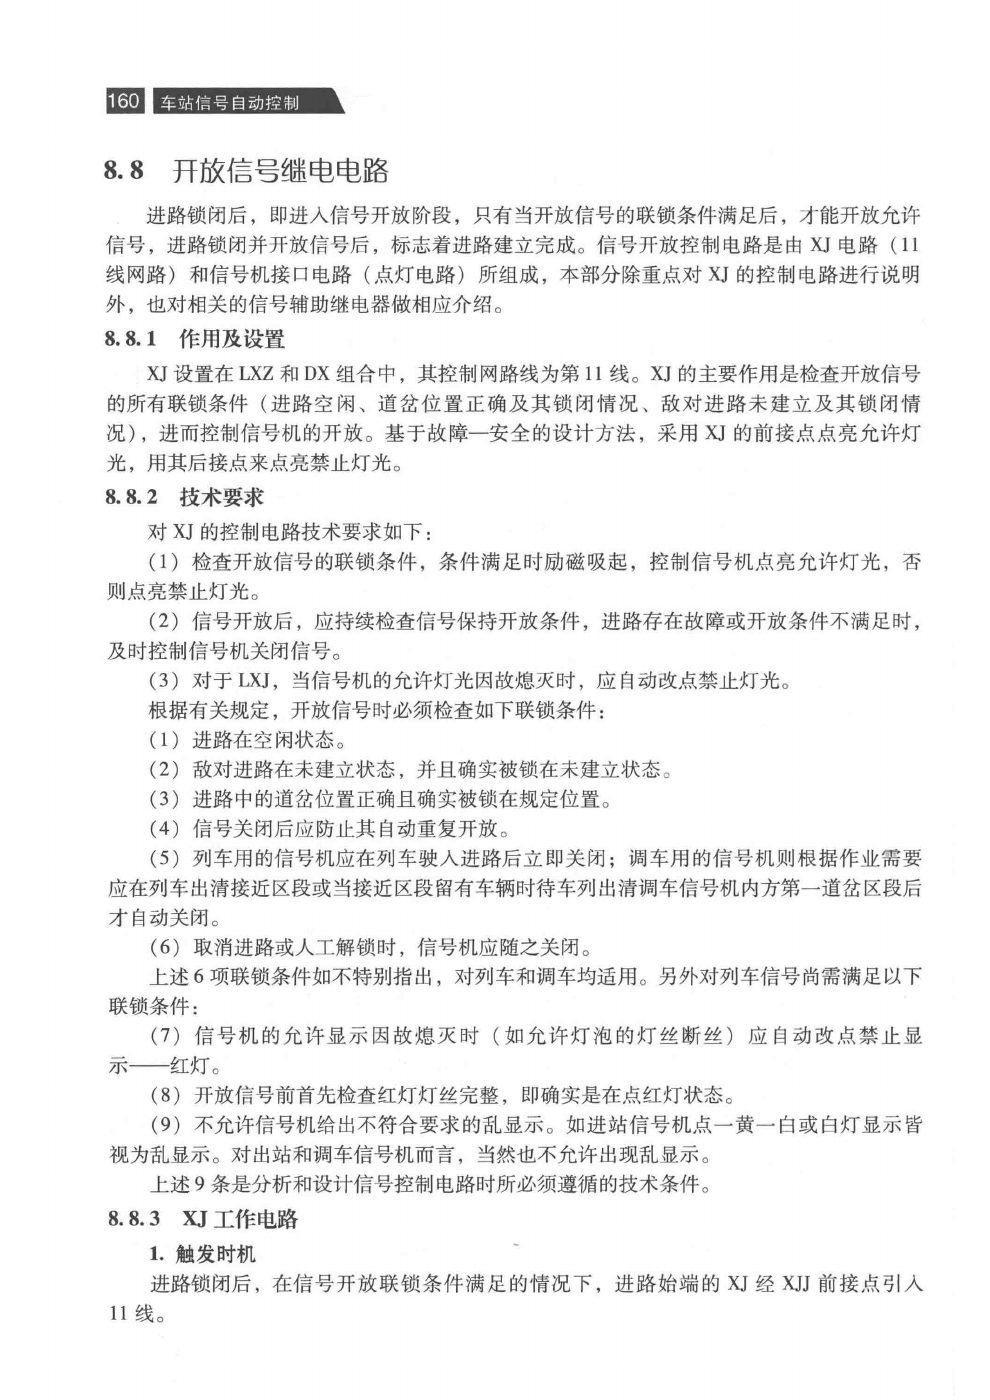 160 车站信号自动控制
8.8 开放信号继电电路
进路锁闭后，即进入信号开放阶段，只有当开放信号的联锁条件满足后，才能开放允许
信号，进路锁闭并开放信号后，标志着进路建立完成。信号开放控制电路是由 XJ 电路（11
线网路）和信号机接口电路（点灯电路）所组成，本部分除重点对 XJ 的控制电路进行说明
外，也对相关的信号辅助继电器做相应介绍。
8.8.1 作用及设置
XJ 设置在 LXZ 和 DX 组合中，其控制网路线为第 11 线。XJ 的主要作用是检查开放信号
的所有联锁条件（进路空闲、道岔位置正确及其锁闭情况、敌对进路未建立及其锁闭情
况），进而控制信号机的开放。基于故障—安全的设计方法，采用 XJ 的前接点点亮允许灯
光，用其后接点来点亮禁止灯光。
8.8.2 技术要求
对 XJ 的控制电路技术要求如下：
（1）检查开放信号的联锁条件，条件满足时励磁吸起，控制信号机点亮允许灯光，否
则点亮禁止灯光。
（2）信号开放后，应持续检查信号保持开放条件，进路存在故障或开放条件不满足时，
及时控制信号机关闭信号。
（3）对于 LXJ，当信号机的允许灯光因故熄灭时，应自动改点禁止灯光。
根据有关规定，开放信号时必须检查如下联锁条件：
（1）进路在空闲状态。
（2）敌对进路在未建立状态，并且确实被锁在未建立状态。
（3）进路中的道岔位置正确且确实被锁在规定位置。
（4）信号关闭后应防止其自动重复开放。
（5）列车用的信号机应在列车驶入进路后立即关闭；调车用的信号机则根据作业需要
应在列车出清接近区段或当接近区段留有车辆时待车列出清调车信号机内方第一道岔区段后
才自动关闭。
（6）取消进路或人工解锁时，信号机应随之关闭。
上述 6 项联锁条件如不特别指出，对列车和调车均适用。另外对列车信号尚需满足以下
联锁条件：
（7）信号机的允许显示因故熄灭时（如允许灯泡的灯丝断丝）应自动改点禁止显
示——红灯。
（8）开放信号前首先检查红灯灯丝完整，即确实是在点红灯状态。
（9）不允许信号机给出不符合要求的乱显示。如进站信号机点一黄一白或白灯显示皆
视为乱显示。对出站和调车信号机而言，当然也不允许出现乱显示。
上述 9 条是分析和设计信号控制电路时所必须遵循的技术条件。
8.8.3 XJ 工作电路
1. 触发时机
进路锁闭后，在信号开放联锁条件满足的情况下，进路始端的 XJ 经 XJJ 前接点引入
11 线。